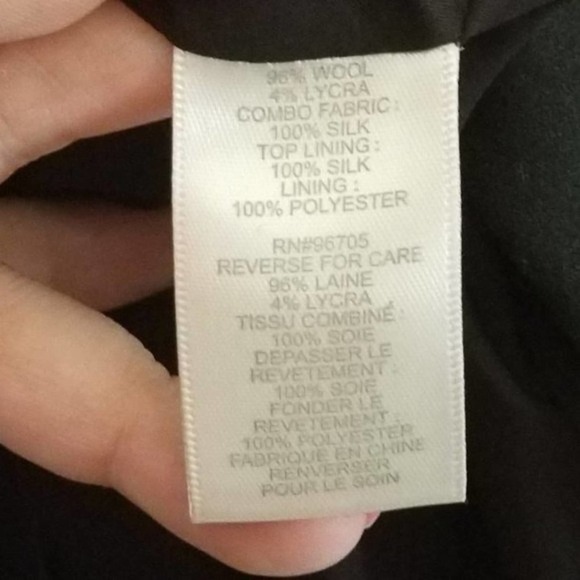 96% WOOL
4% LYCRA
COMBO FABRIC:
100% SILK
TOP LINING:
100% SILK
LINING:
100% POLYESTER
RN#96705
REVERSE FOR CARE
96% LAINE
4% LYCRA
TISSU COMBINÉ:
100% SOIE
DEPASSER LE
REVETEMENT:
100% SOIE
FONDER LE
REVETEMENT:
100% POLYESTER
FABRIQUE EN CHINE
RENVERSER
POUR LE SOIN